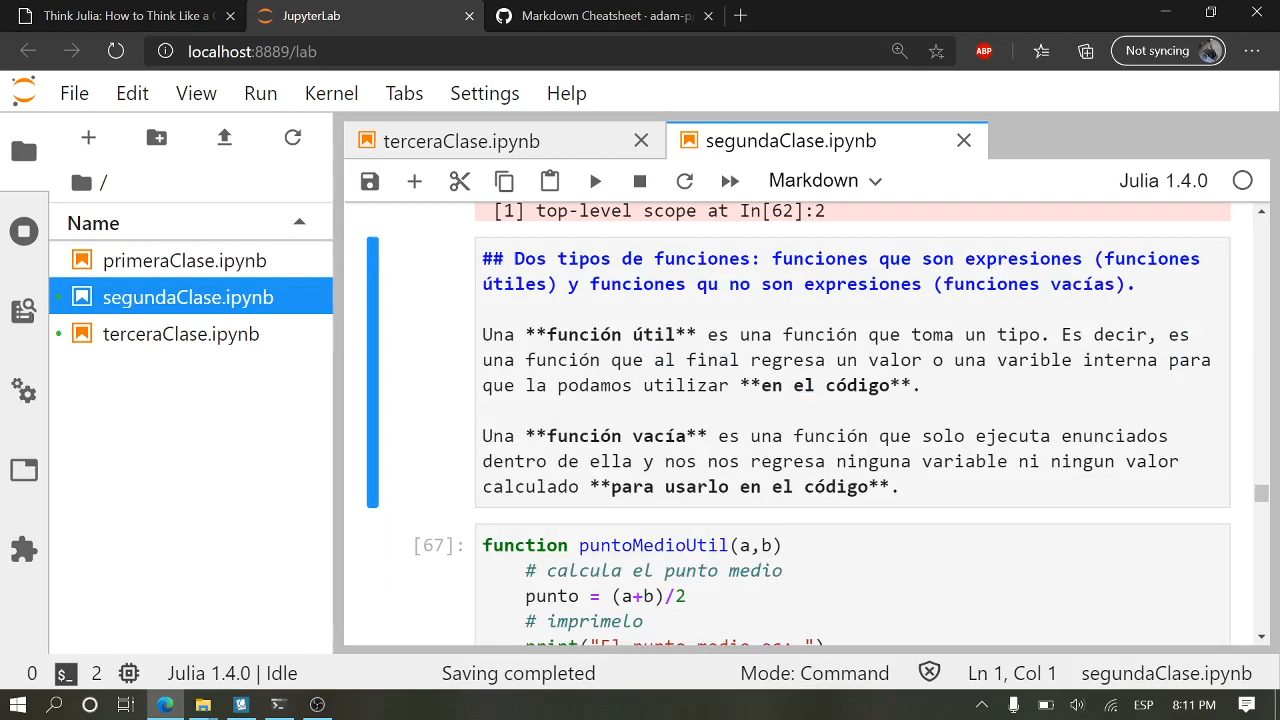 Think Julia: How to Think Like a
JupyterLab
Markdown Cheatsheet · adam-p/
localhost:8889/lab
ABP
Not syncing
File Edit View Run Kernel Tabs Settings Help
/
Name
primeraClase.ipynb
segundaClase.ipynb
terceraClase.ipynb
terceraClase.ipynb
segundaClase.ipynb
Markdown
Julia 1.4.0
[1] top-level scope at In[62]:2
## Dos tipos de funciones: funciones que son expresiones (funciones
útiles) y funciones qu no son expresiones (funciones vacías).
Una **función útil** es una función que toma un tipo. Es decir, es
una función que al final regresa un valor o una varible interna para
que la podamos utilizar **en el código**.
Una **función vacía** es una función que solo ejecuta enunciados
dentro de ella y nos nos regresa ninguna variable ni ningun valor
calculado **para usarlo en el código**.
[67]: function puntoMedioUtil(a,b)
# calcula el punto medio
punto = (a+b)/2
# imprimelo
print("El punto medio es: ")
0 $_ 2 Julia 1.4.0 | Idle Saving completed Mode: Command Ln 1, Col 1 segundaClase.ipynb
ESP 8:11 PM